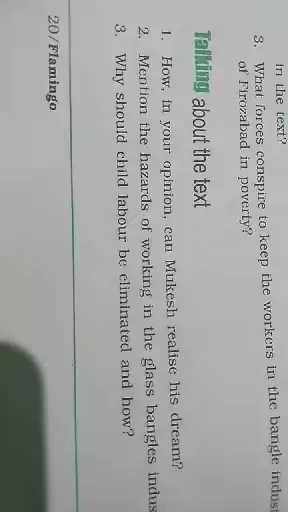 in the text?
3. What forces conspire to keep the workers in the bangle indust
of Firozabad in poverty?
Talking about the text
1. How, in your opinion, can Mukesh realise his dream?
2. Mention the hazards of working in the glass bangles indus
3. Why should child labour be eliminated and how?
20/Flamingo